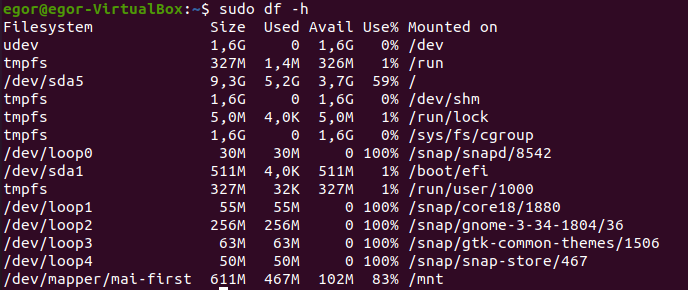 egor@egor-VirtualBox:~$ sudo df -h
Filesystem Size Used Avail Use% Mounted on
udev 1,6G 0 1,6G 0% /dev
tmpfs 327M 1,4M 326M 1% /run
/dev/sda5 9,3G 5,2G 3,7G 59% /
tmpfs 1,6G 0 1,6G 0% /dev/shm
tmpfs 5,0M 4,0K 5,0M 1% /run/lock
tmpfs 1,6G 0 1,6G 0% /sys/fs/cgroup
/dev/loop0 30M 30M 0 100% /snap/snapd/8542
/dev/sda1 511M 4,0K 511M 1% /boot/efi
tmpfs 327M 32K 327M 1% /run/user/1000
/dev/loop1 55M 55M 0 100% /snap/core18/1880
/dev/loop2 256M 256M 0 100% /snap/gnome-3-34-1804/36
/dev/loop3 63M 63M 0 100% /snap/gtk-common-themes/1506
/dev/loop4 50M 50M 0 100% /snap/snap-store/467
/dev/mapper/mai-first 611M 467M 102M 83% /mnt